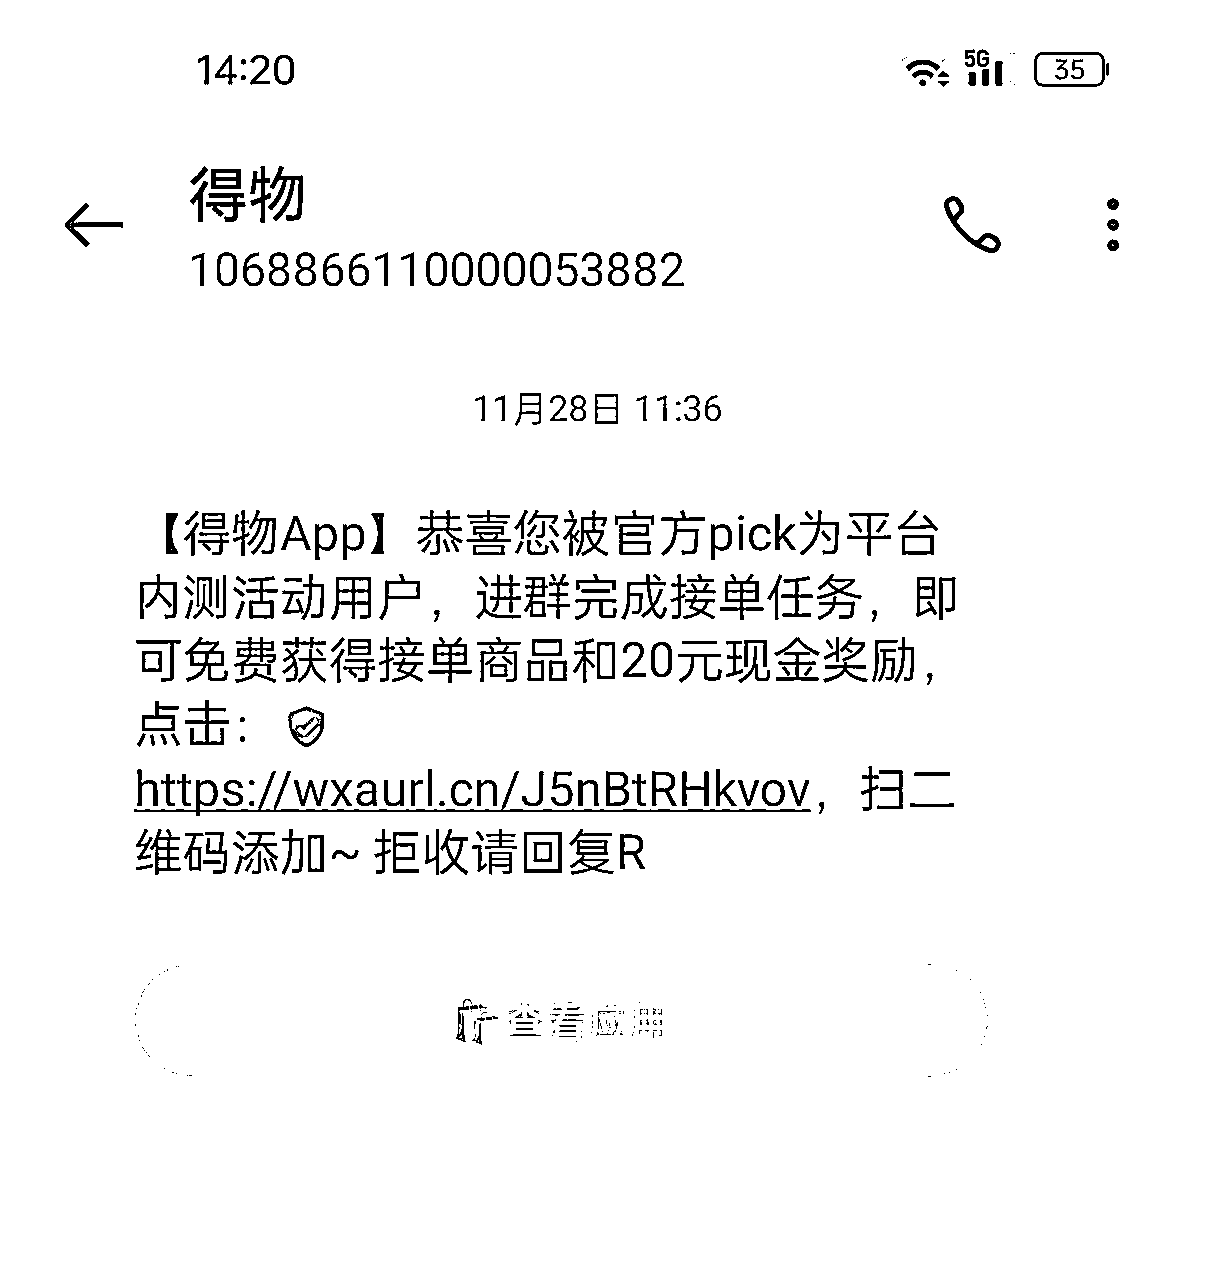 14:20
5G
35
得物
1068866110000053882
11月28日 11:36
【得物App】恭喜您被官方pick为平台
内测活动用户，进群完成接单任务，即
可免费获得接单商品和20元现金奖励，
点击：
https://wxaurl.cn/J5nBtRHkvov，扫二
维码添加~ 拒收请回复R
查看应用